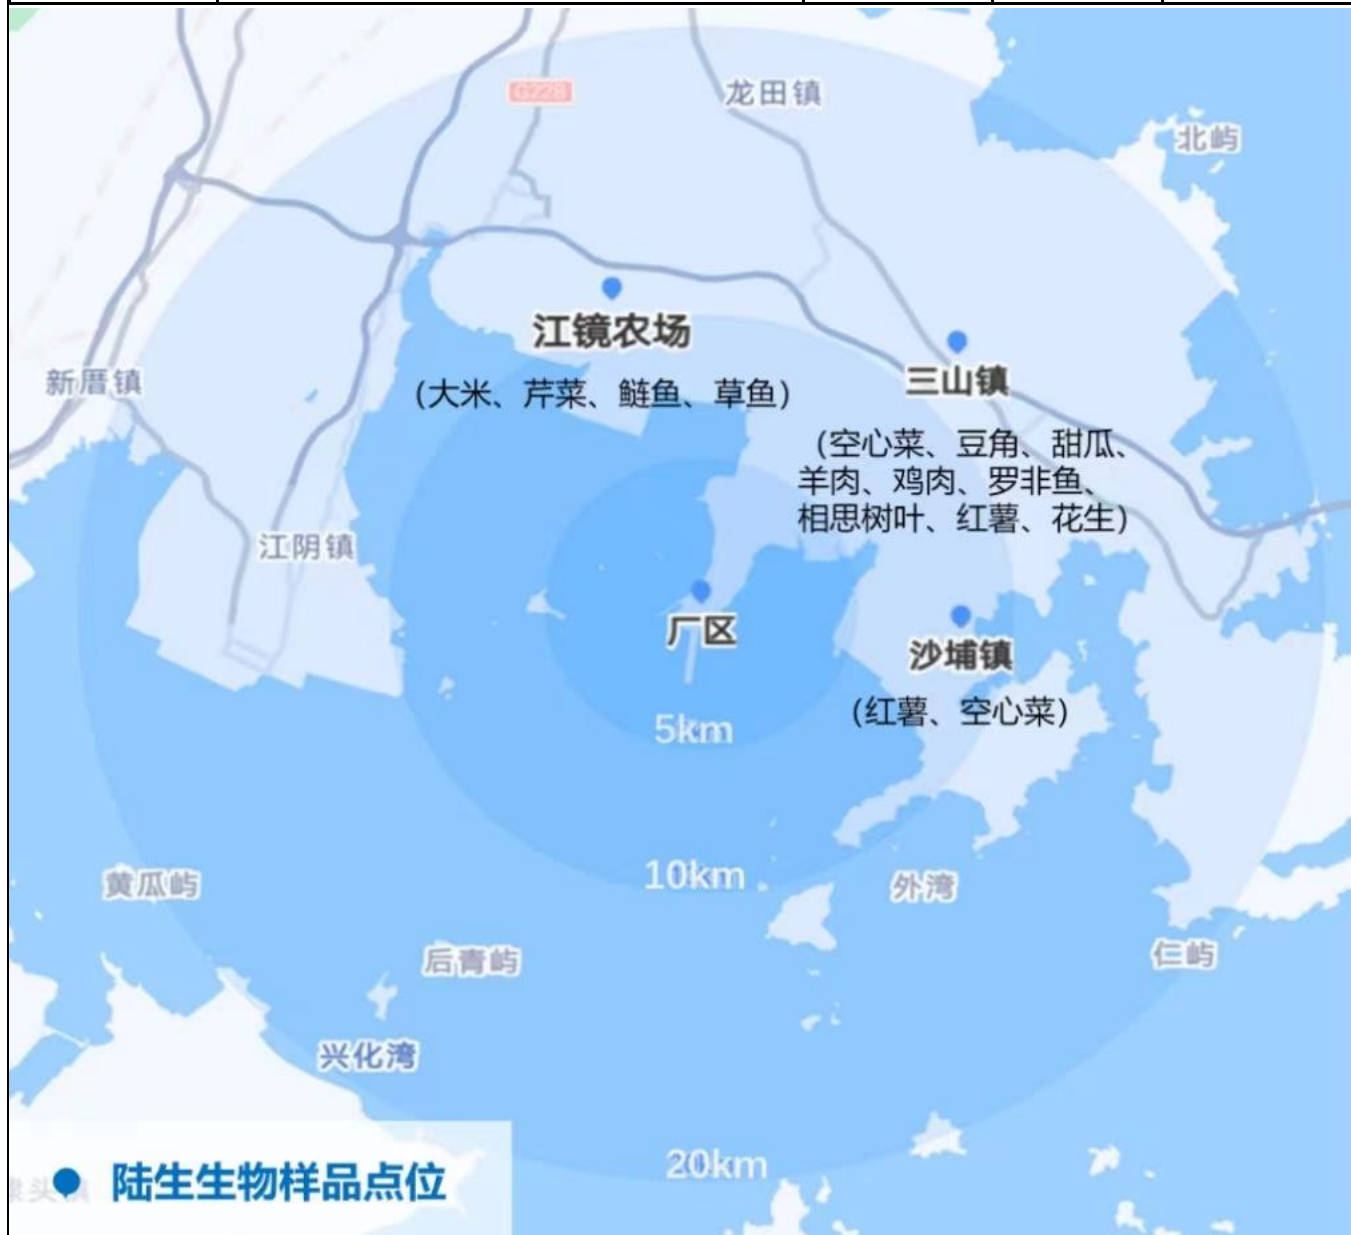 G228
龙田镇
北屿
江镜农场
(大米、芹菜、鲢鱼、草鱼)
新厝镇
三山镇
(空心菜、豆角、甜瓜、
羊肉、鸡肉、罗非鱼、
相思树叶、红薯、花生)
江阴镇
厂区
沙埔镇
(红薯、空心菜)
5km
10km
黄瓜屿
外湾
后青屿
仁屿
兴化湾
20km
陆生生物样品点位